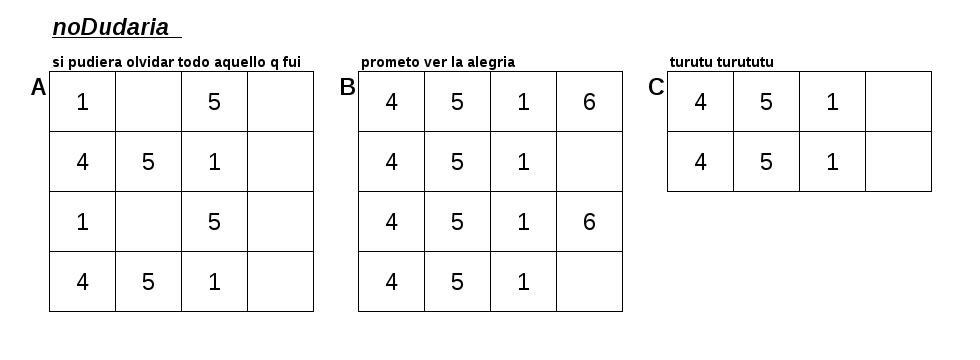 noDudaria
si pudiera olvidar todo aquello q fui
A
1 5
4 5 1
1 5
4 5 1
prometo ver la alegria
B
4 5 1 6
4 5 1
4 5 1 6
4 5 1
turutu turututu
C
4 5 1
4 5 1